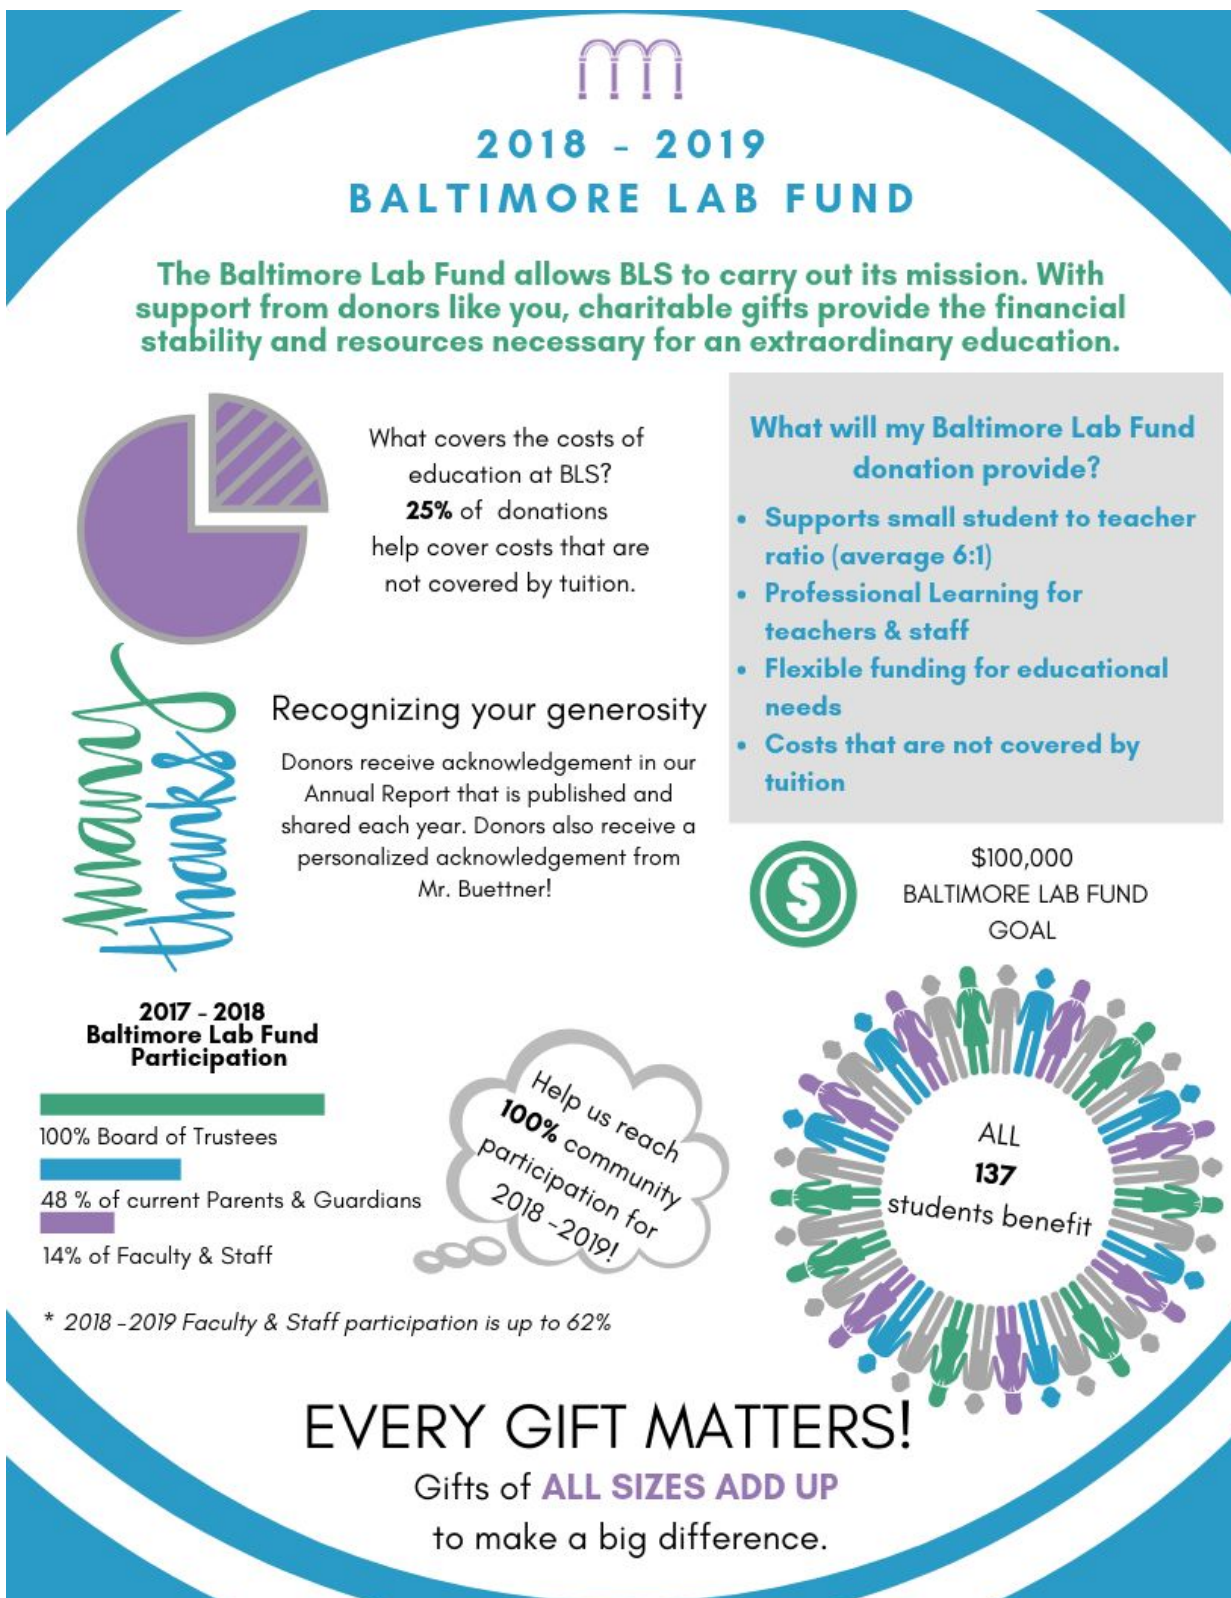 2018 - 2019
BALTIMORE LAB FUND
The Baltimore Lab Fund allows BLS to carry out its mission. With
support from donors like you, charitable gifts provide the financial
stability and resources necessary for an extraordinary education.
What covers the costs of
education at BLS?
25% of donations
help cover costs that are
not covered by tuition.
What will my Baltimore Lab Fund
donation provide?
• Supports small student to teacher
ratio (average 6:1)
• Professional Learning for
teachers & staff
• Flexible funding for educational
needs
• Costs that are not covered by
tuition
many
thanks
Recognizing your generosity
Donors receive acknowledgement in our
Annual Report that is published and
shared each year. Donors also receive a
personalized acknowledgement from
Mr. Buettner!
$
$100,000
BALTIMORE LAB FUND
GOAL
2017 - 2018
Baltimore Lab Fund
Participation
100% Board of Trustees
48 % of current Parents & Guardians
14% of Faculty & Staff
* 2018 -2019 Faculty & Staff participation is up to 62%
Help us reach
100% community
participation for
2018 -2019!
ALL
137
students benefit
EVERY GIFT MATTERS!
Gifts of ALL SIZES ADD UP
to make a big difference.